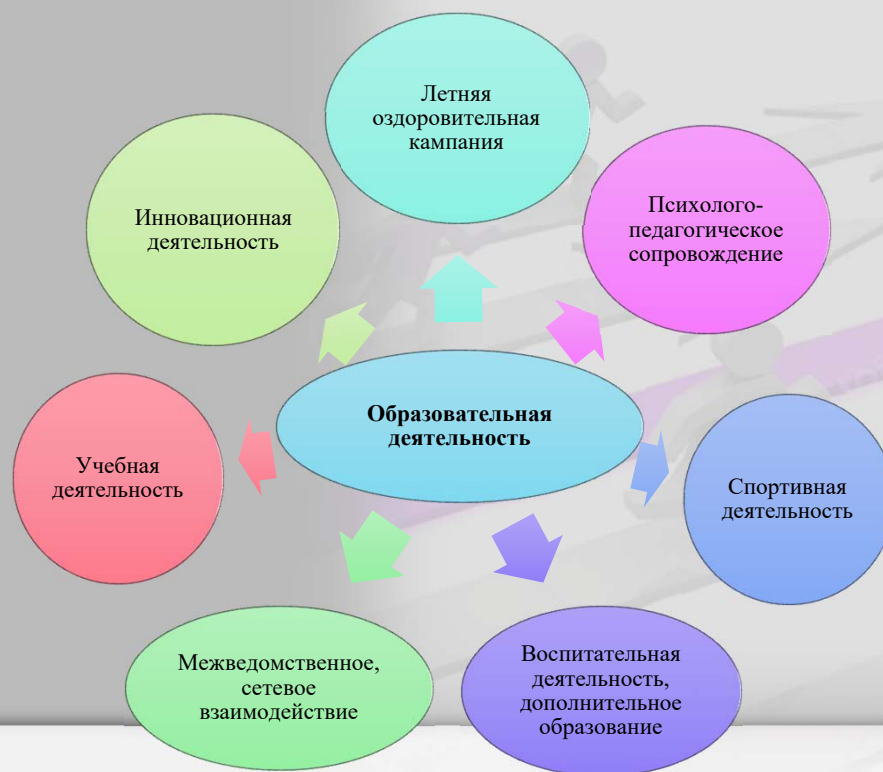 Летняя
оздоровительная
кампания
Инновационная
деятельность
Психолого-
педагогическое
сопровождение
Образовательная
деятельность
Учебная
деятельность
Спортивная
деятельность
Межведомственное,
сетевое
взаимодействие
Воспитательная
деятельность,
дополнительное
образование